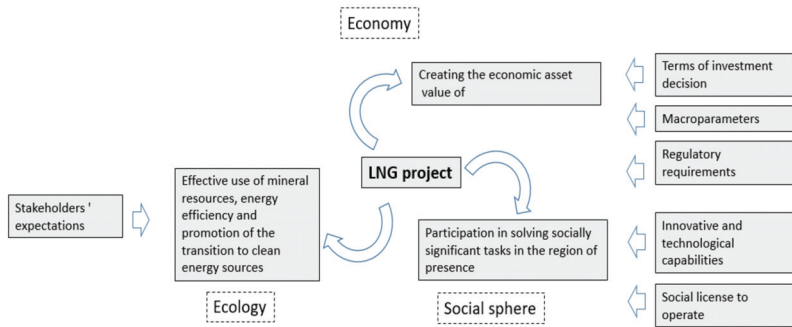 Economy
Creating the economic asset
value of
Terms of investment
decision
Macroparameters
LNG project
Regulatory
requirements
Stakeholders '
expectations
Effective use of mineral
resources, energy
efficiency and
promotion of the
transition to clean
energy sources
Participation in solving socially
significant tasks in the region of
presence
Innovative and
technological
capabilities
Ecology
Social sphere
Social license to
operate